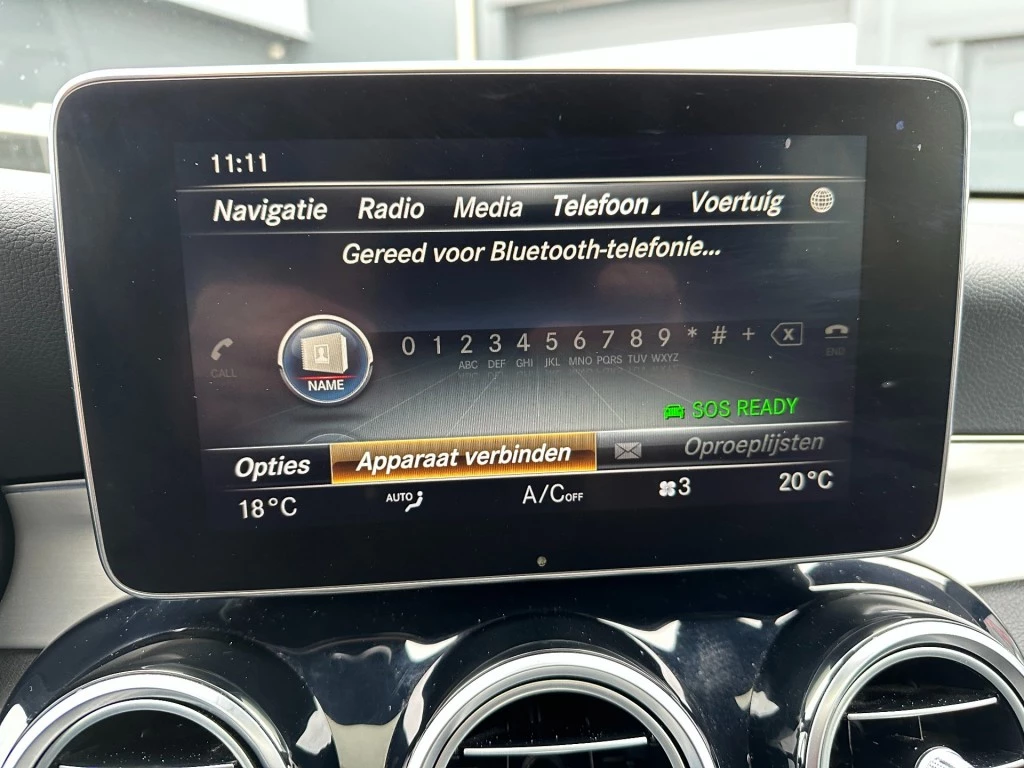 11:11
Navigatie Radio Media Telefoon Voertuig
Gereed voor Bluetooth-telefonie...
CALL NAME 0 1 2 3 4 5 6 7 8 9 * # + X END
ABC DEF GHI JKL MNO PQRS TUV WXYZ
SOS READY
Opties Apparaat verbinden Oproeplijsten
18°C AUTO A/C OFF 3 20°C